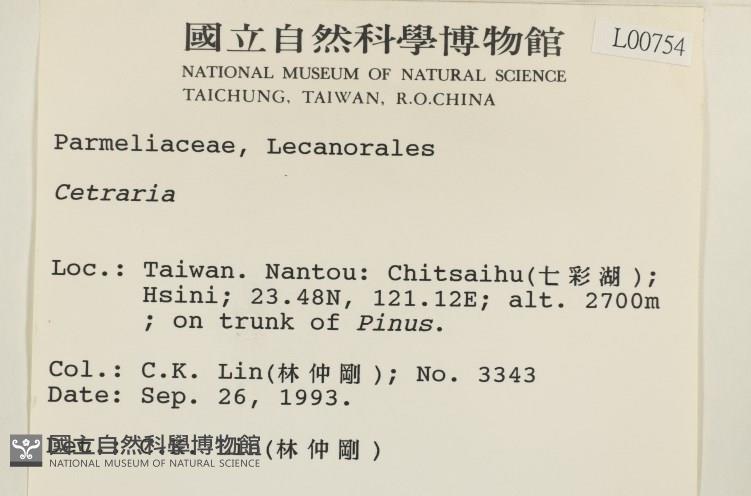 國立自然科學博物館
L00754
NATIONAL MUSEUM OF NATURAL SCIENCE
TAICHUNG, TAIWAN, R.O.CHINA
Parmeliaceae, Lecanorales
Cetraria
Loc.: Taiwan. Nantou: Chitsaihu(七彩湖);
Hsini; 23.48N, 121.12E; alt. 2700m
; on trunk of Pinus.
Col.: C.K. Lin(林仲剛); No. 3343
Date: Sep. 26, 1993.
Det.: C.K. Lin(林仲剛)
國立自然科學博物館
NATIONAL MUSEUM OF NATURAL SCIENCE